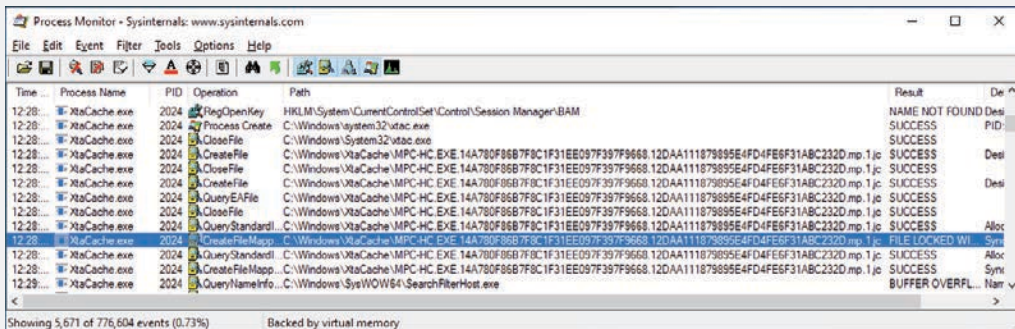 Process Monitor - Sysinternals: www.sysinternals.com
File Edit Event Filter Tools Options Help
Time ... Process Name PID Operation Path Result De
12:28:... XtaCache.exe 2024 RegOpenKey HKLM\System\CurrentControlSet\Control\Session Manager\BAM NAME NOT FOUND Desi
12:28:... XtaCache.exe 2024 Process Create C:\Windows\system32\xtac.exe SUCCESS PID:
12:28:... XtaCache.exe 2024 CloseFile C:\Windows\System32\xtac.exe SUCCESS
12:28:... XtaCache.exe 2024 CreateFile C:\Windows\XtaCache\MPC-HC.EXE.14A780F86B7F8C1F31EE097F397F9668.12DAA111879895E4FD4FE6F31ABC232D.mp.1.jc SUCCESS Desi
12:28:... XtaCache.exe 2024 CloseFile C:\Windows\XtaCache\MPC-HC.EXE.14A780F86B7F8C1F31EE097F397F9668.12DAA111879895E4FD4FE6F31ABC232D.mp.1.jc SUCCESS
12:28:... XtaCache.exe 2024 CreateFile C:\Windows\XtaCache\MPC-HC.EXE.14A780F86B7F8C1F31EE097F397F9668.12DAA111879895E4FD4FE6F31ABC232D.mp.1.jc SUCCESS Desi
12:28:... XtaCache.exe 2024 QueryEAFile C:\Windows\XtaCache\MPC-HC.EXE.14A780F86B7F8C1F31EE097F397F9668.12DAA111879895E4FD4FE6F31ABC232D.mp.1.jc SUCCESS
12:28:... XtaCache.exe 2024 CloseFile C:\Windows\XtaCache\MPC-HC.EXE.14A780F86B7F8C1F31EE097F397F9668.12DAA111879895E4FD4FE6F31ABC232D.mp.1.jc SUCCESS
12:28:... XtaCache.exe 2024 QueryStandardI... C:\Windows\XtaCache\MPC-HC.EXE.14A780F86B7F8C1F31EE097F397F9668.12DAA111879895E4FD4FE6F31ABC232D.mp.1.jc SUCCESS Alloc
12:28:... XtaCache.exe 2024 CreateFileMapp... C:\Windows\XtaCache\MPC-HC.EXE.14A780F86B7F8C1F31EE097F397F9668.12DAA111879895E4FD4FE6F31ABC232D.mp.1.jc FILE LOCKED WI... Sync
12:28:... XtaCache.exe 2024 QueryStandardI... C:\Windows\XtaCache\MPC-HC.EXE.14A780F86B7F8C1F31EE097F397F9668.12DAA111879895E4FD4FE6F31ABC232D.mp.1.jc SUCCESS Alloc
12:28:... XtaCache.exe 2024 CreateFileMapp... C:\Windows\XtaCache\MPC-HC.EXE.14A780F86B7F8C1F31EE097F397F9668.12DAA111879895E4FD4FE6F31ABC232D.mp.1.jc SUCCESS Sync
12:29:... XtaCache.exe 2024 QueryNameInfo... C:\Windows\SysWOW64\SearchFilterHost.exe BUFFER OVERFL... Nam
Showing 5,671 of 776,604 events (0.73%) Backed by virtual memory